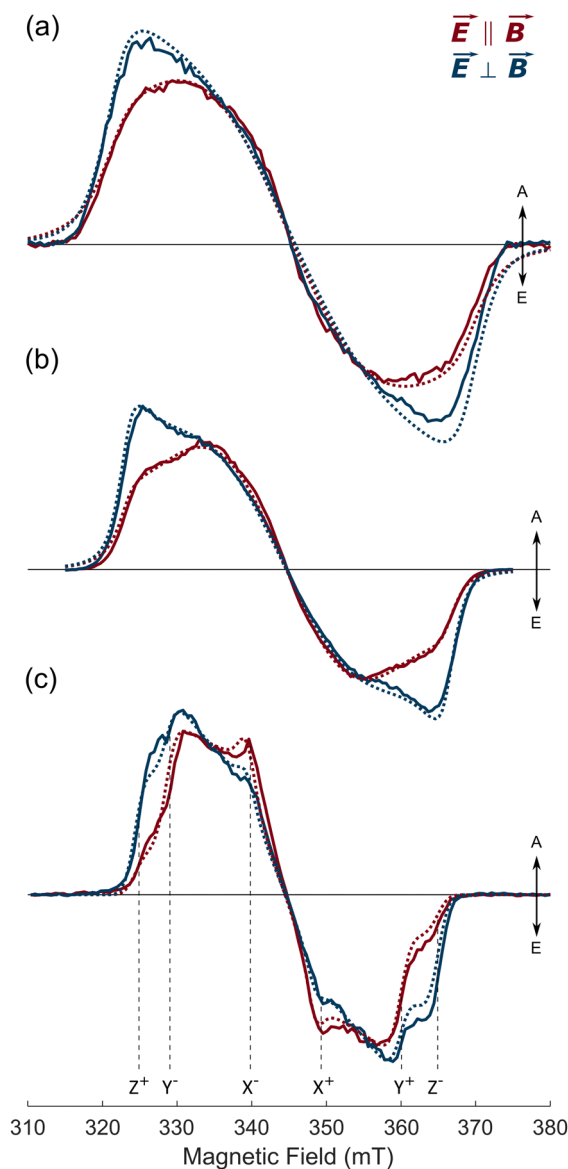 (a)
E ∥ B
E ⊥ B
A
E
(b)
A
E
(c)
A
E
Z⁺ Y⁻ X⁻ X⁺ Y⁺ Z⁻
310 320 330 340 350 360 370 380
Magnetic Field (mT)